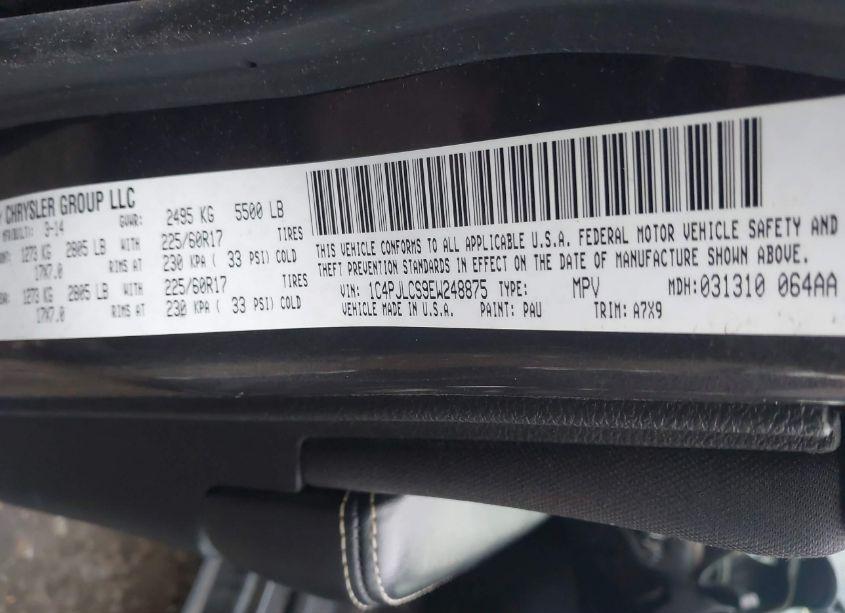 CHRYSLER GROUP LLC
3-14 GVWR: 2495 KG 5500 LB
1273 KG 2805 LB WITH 225/60R17 TIRES
17X7.0 RIMS AT 230 KPA ( 33 PSI) COLD
1273 KG 2805 LB WITH 225/60R17 TIRES
17X7.0 RIMS AT 230 KPA ( 33 PSI) COLD
THIS VEHICLE CONFORMS TO ALL APPLICABLE U.S.A. FEDERAL MOTOR VEHICLE SAFETY AND
THEFT PREVENTION STANDARDS IN EFFECT ON THE DATE OF MANUFACTURE SHOWN ABOVE.
VIN: 1C4PJLCS9EW248875 TYPE: MPV MDH:031310 064AA
VEHICLE MADE IN U.S.A. PAINT: PAU TRIM: A7X9